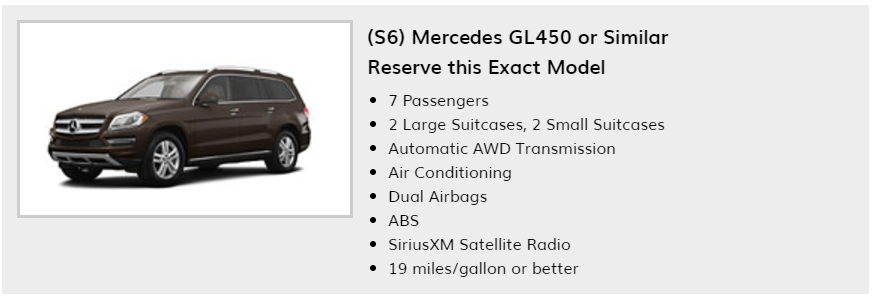 (S6) Mercedes GL450 or Similar
Reserve this Exact Model
7 Passengers
2 Large Suitcases, 2 Small Suitcases
Automatic AWD Transmission
Air Conditioning
Dual Airbags
ABS
SiriusXM Satellite Radio
19 miles/gallon or better